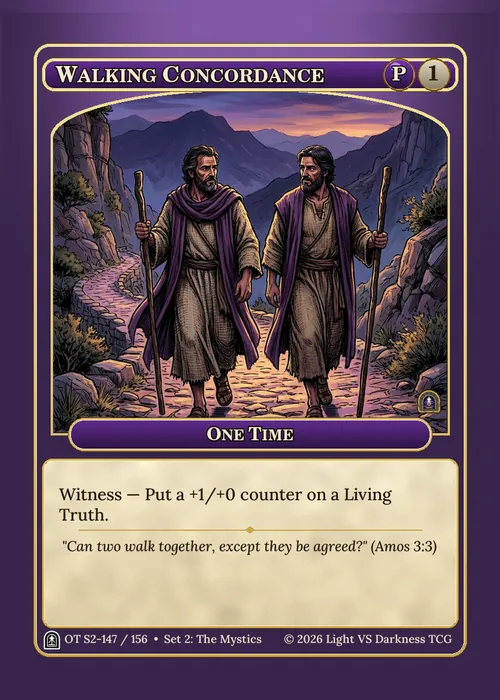 WALKING CONCORDANCE
P 1
ONE TIME
Witness — Put a +1/+0 counter on a Living
Truth.
"Can two walk together, except they be agreed?" (Amos 3:3)
OT S2-147 / 156 • Set 2: The Mystics © 2026 Light VS Darkness TCG